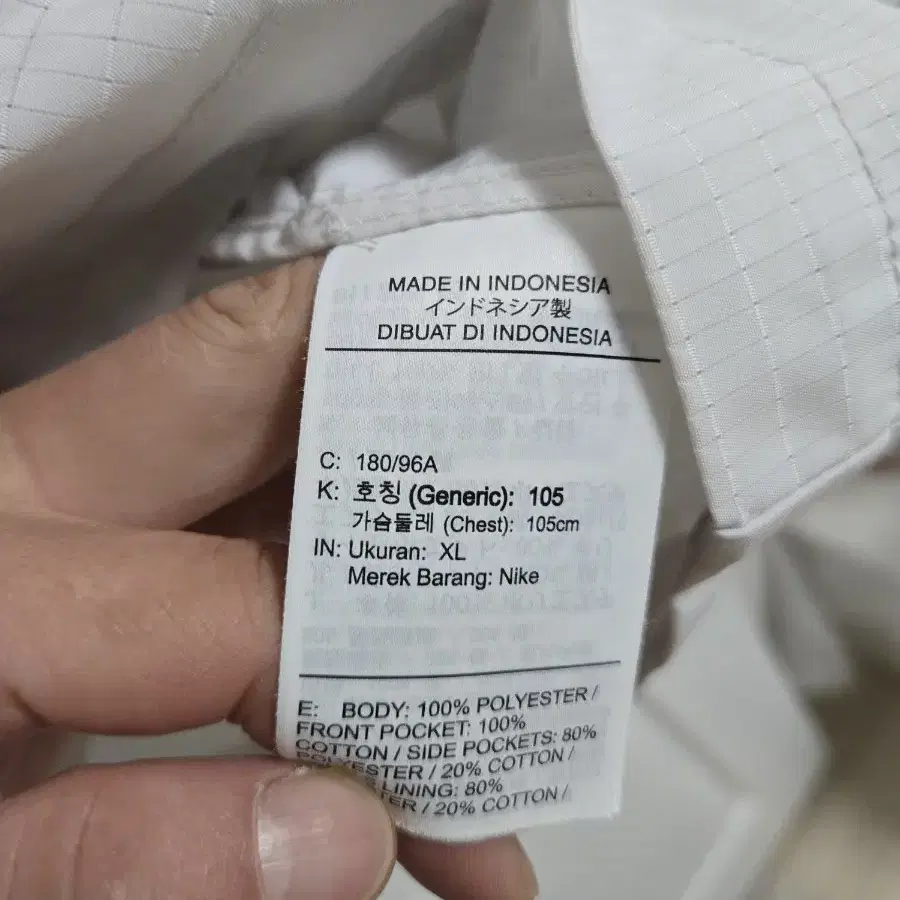 MADE IN INDONESIA
インドネシア製
DIBUAT DI INDONESIA
C: 180/96A
K: 호칭 (Generic): 105
가슴둘레 (Chest): 105cm
IN: Ukuran: XL
Merek Barang: Nike
E: BODY: 100% POLYESTER /
FRONT POCKET: 100%
COTTON / SIDE POCKETS: 80%
POLYESTER / 20% COTTON /
LINING: 80%
/ 20% COTTON /